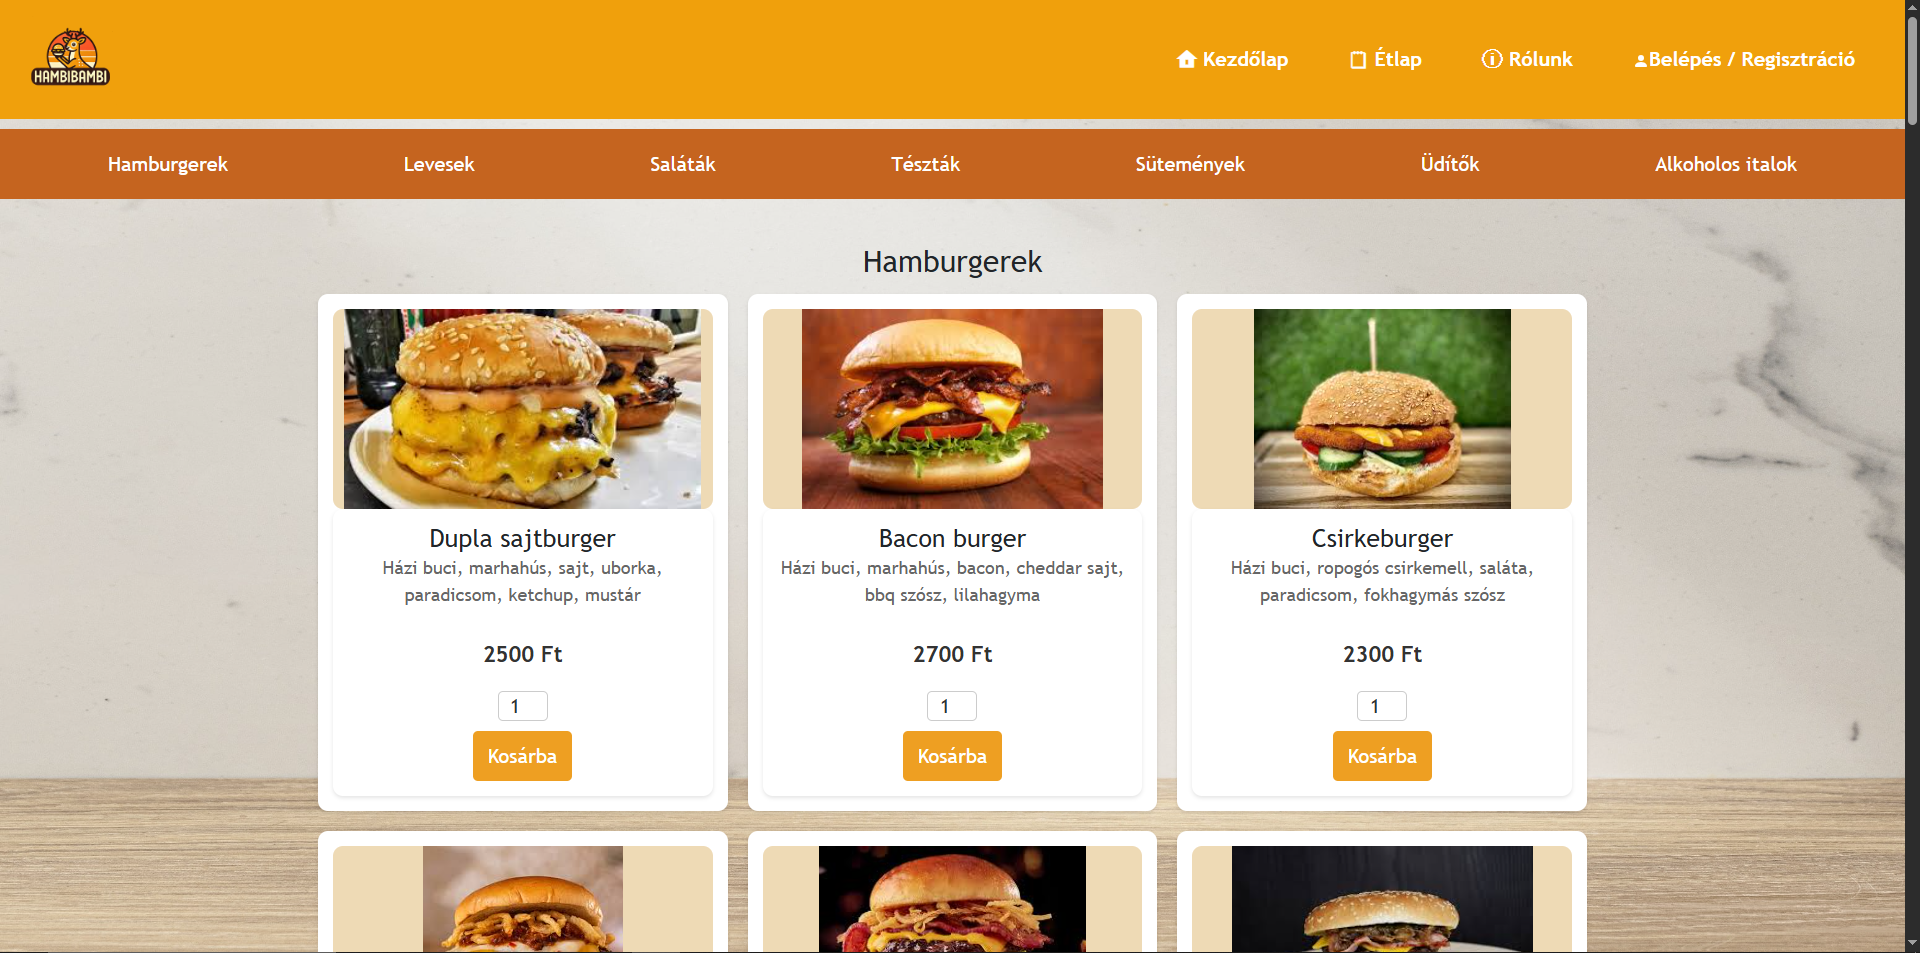 HAMBIBAMBI
Kezdőlap
Étlap
Rólunk
Belépés / Regisztráció
Hamburgerek
Levesek
Saláták
Tészták
Sütemények
Üdítők
Alkoholos italok
Hamburgerek
Dupla sajtburger
Házi buci, marhahús, sajt, uborka,
paradicsom, ketchup, mustár
2500 Ft
1
Kosárba
Bacon burger
Házi buci, marhahús, bacon, cheddar sajt,
bbq szósz, lilahagyma
2700 Ft
1
Kosárba
Csirkeburger
Házi buci, ropogós csirkemell, saláta,
paradicsom, fokhagymás szósz
2300 Ft
1
Kosárba